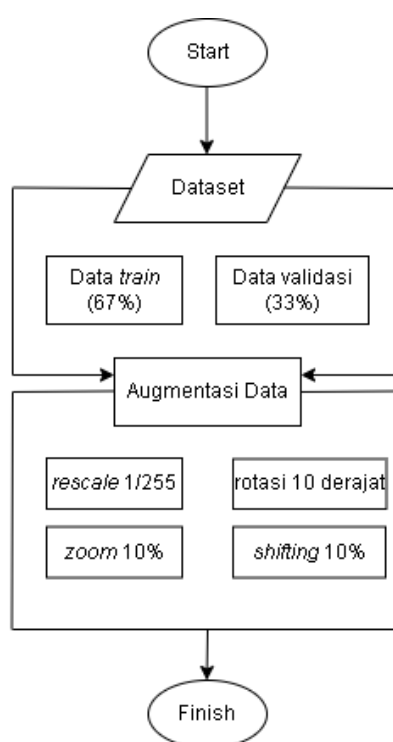 Start
Dataset
Data train
(67%)
Data validasi
(33%)
Augmentasi Data
rescale 1/255
rotasi 10 derajat
zoom 10%
shifting 10%
Finish